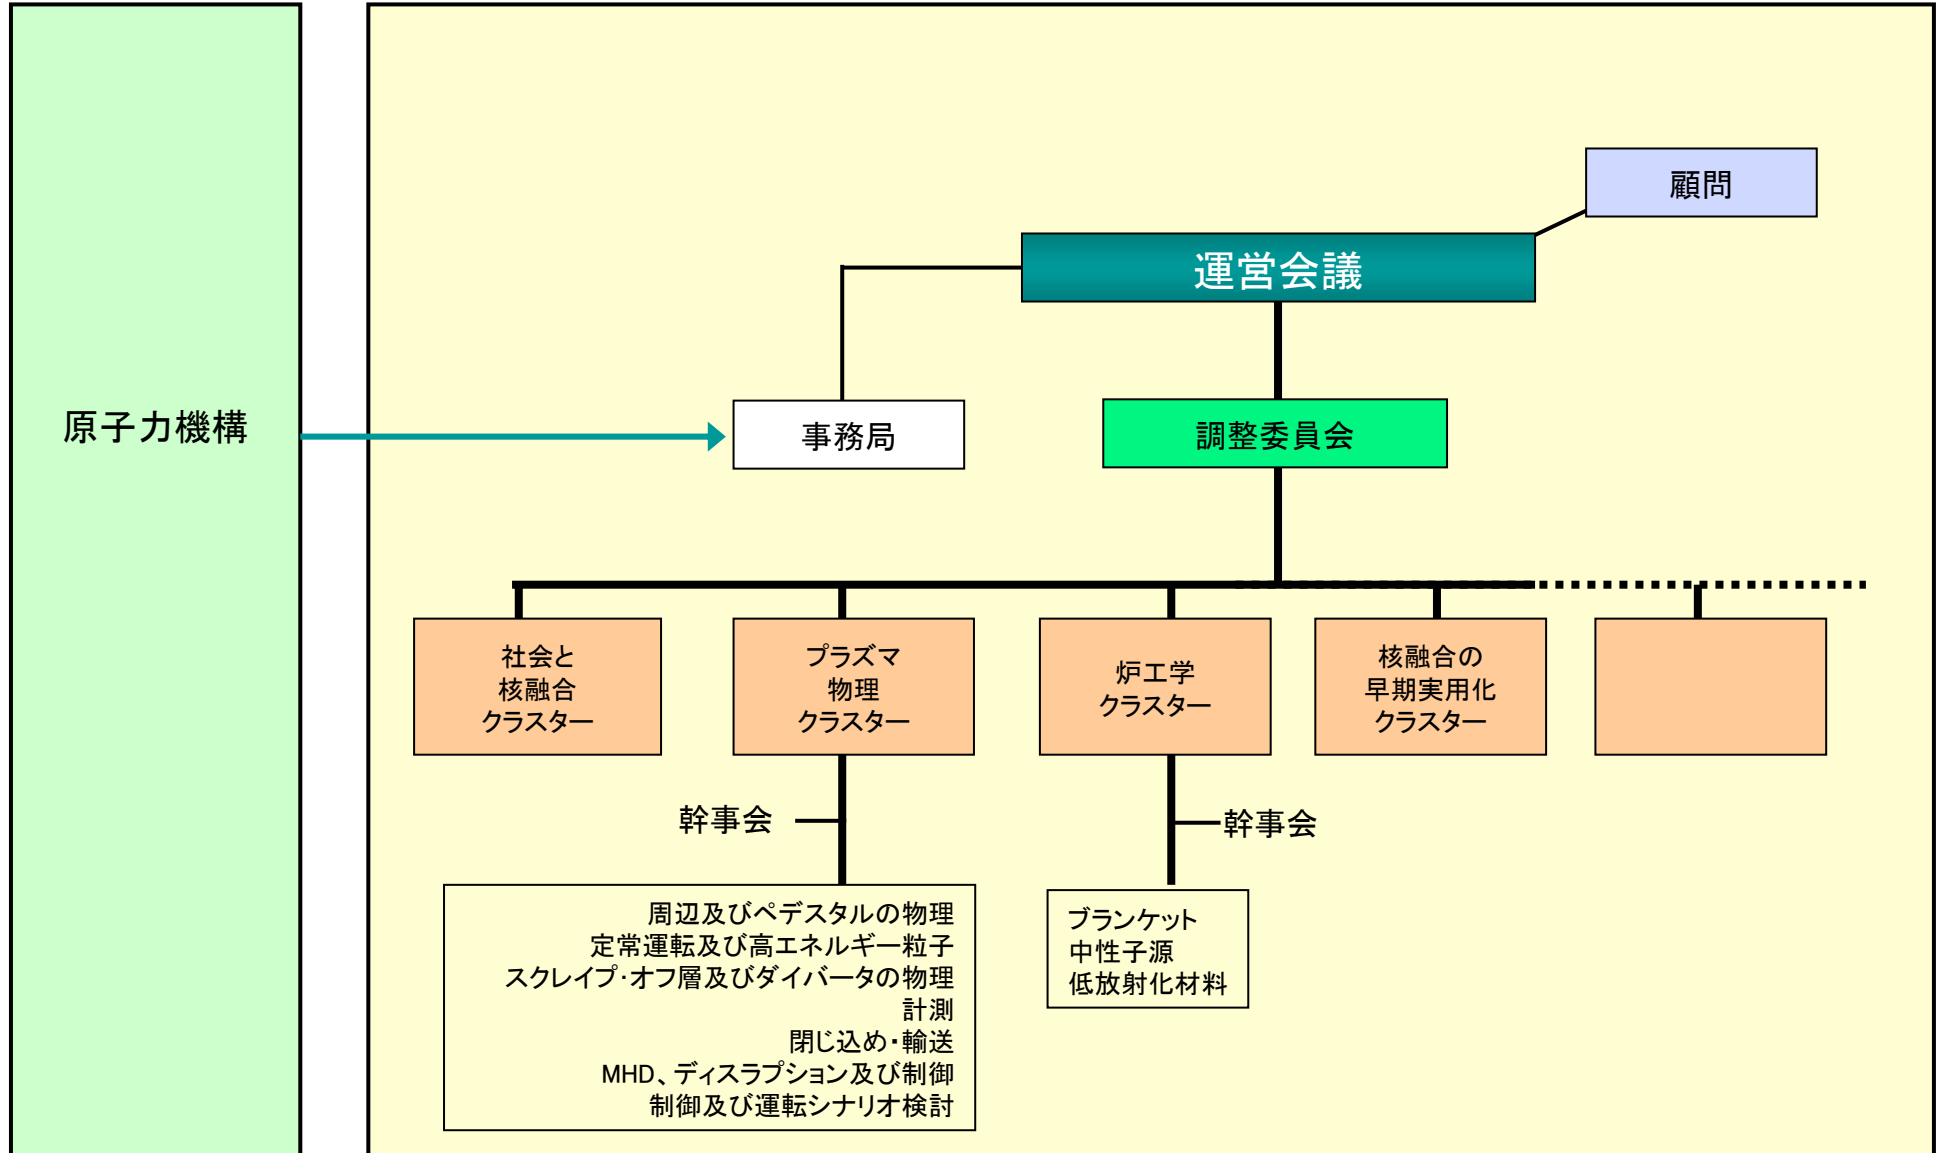 原子力機構
顧問
運営会議
事務局
調整委員会
社会と
核融合
クラスター
プラズマ
物理
クラスター
炉工学
クラスター
核融合の
早期実用化
クラスター
幹事会
幹事会
周辺及びペデスタルの物理
定常運転及び高エネルギー粒子
スクレイプ・オフ層及びダイバータの物理
計測
閉じ込め・輸送
MHD、ディスラプション及び制御
制御及び運転シナリオ検討
ブランケット
中性子源
低放射化材料